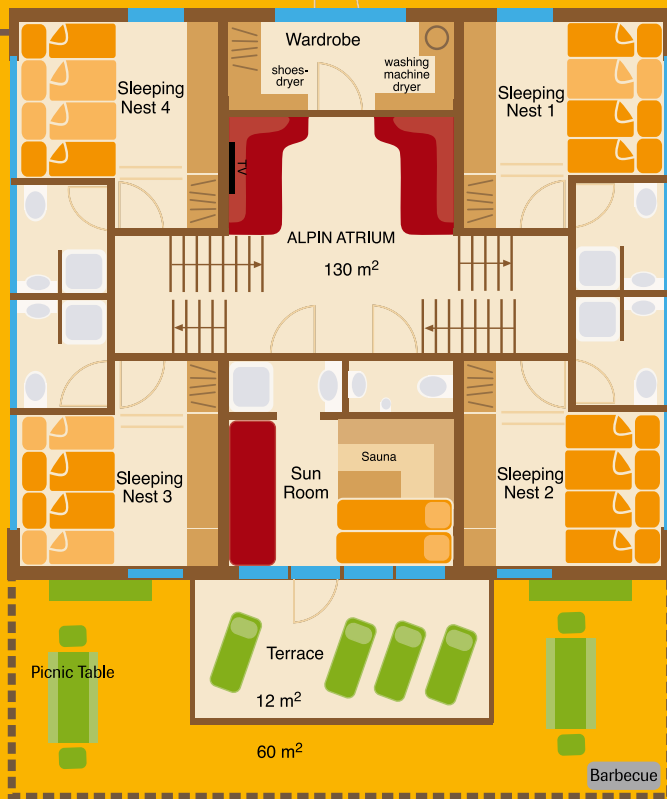 Wardrobe
shoes-
dryer
washing
machine
dryer
Sleeping
Nest 4
Sleeping
Nest 1
TV
ALPIN ATRIUM
130 m²
Sleeping
Nest 3
Sun
Room
Sauna
Sleeping
Nest 2
Picnic Table
Terrace
12 m²
60 m²
Barbecue